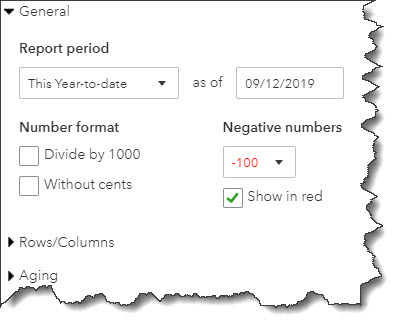 General
Report period
This Year-to-date as of 09/12/2019
Number format Negative numbers
Divide by 1000 -100
Without cents Show in red
Rows/Columns
Aging